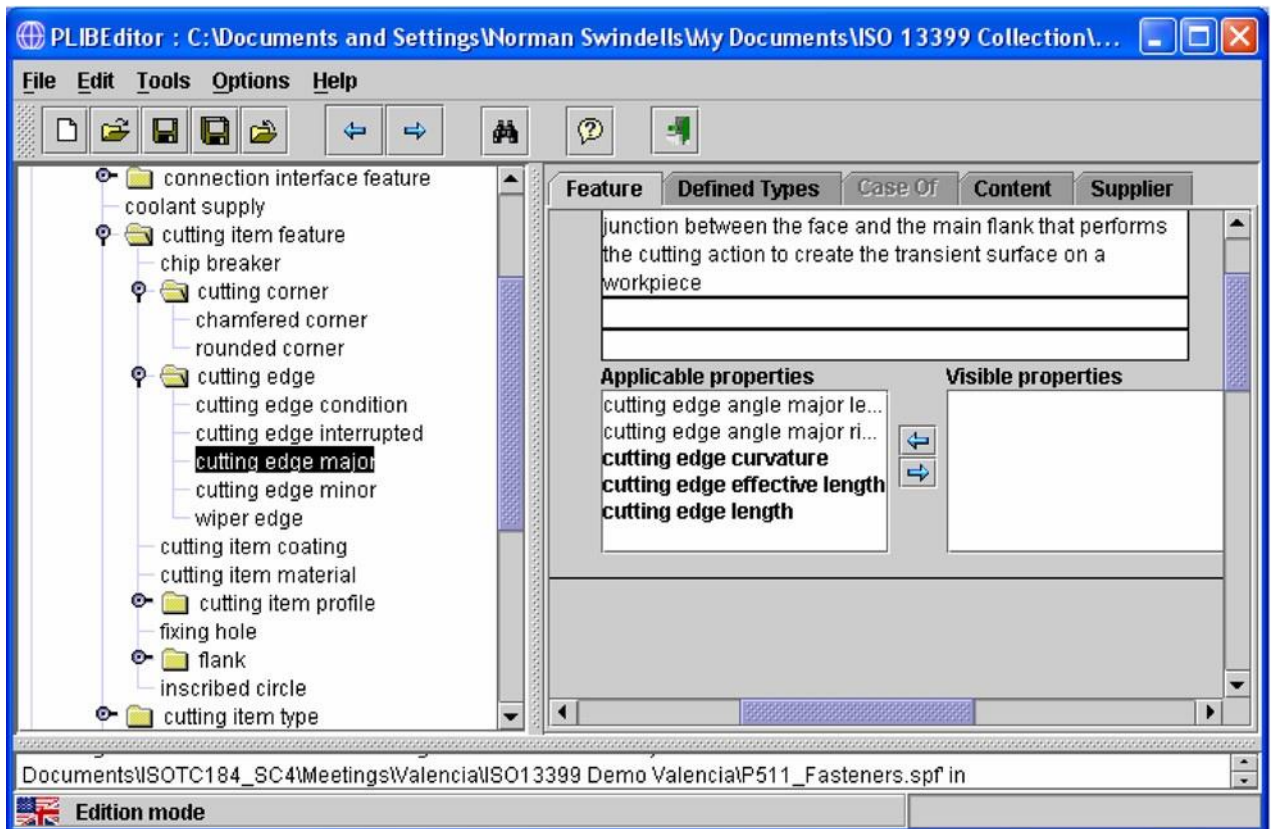 PLIBEditor : C:\Documents and Settings\Norman Swindells\My Documents\ISO 13399 Collection\...
File Edit Tools Options Help
connection interface feature
coolant supply
cutting item feature
chip breaker
cutting corner
chamfered corner
rounded corner
cutting edge
cutting edge condition
cutting edge interrupted
cutting edge major
cutting edge minor
wiper edge
cutting item coating
cutting item material
cutting item profile
fixing hole
flank
inscribed circle
cutting item type
Feature Defined Types Case Of Content Supplier
junction between the face and the main flank that performs
the cutting action to create the transient surface on a
workpiece
Applicable properties Visible properties
cutting edge angle major le...
cutting edge angle major ri...
cutting edge curvature
cutting edge effective length
cutting edge length
Documents\ISOTC184_SC4\Meetings\Valencia\ISO13399 Demo Valencia\P511_Fasteners.spf' in
Edition mode